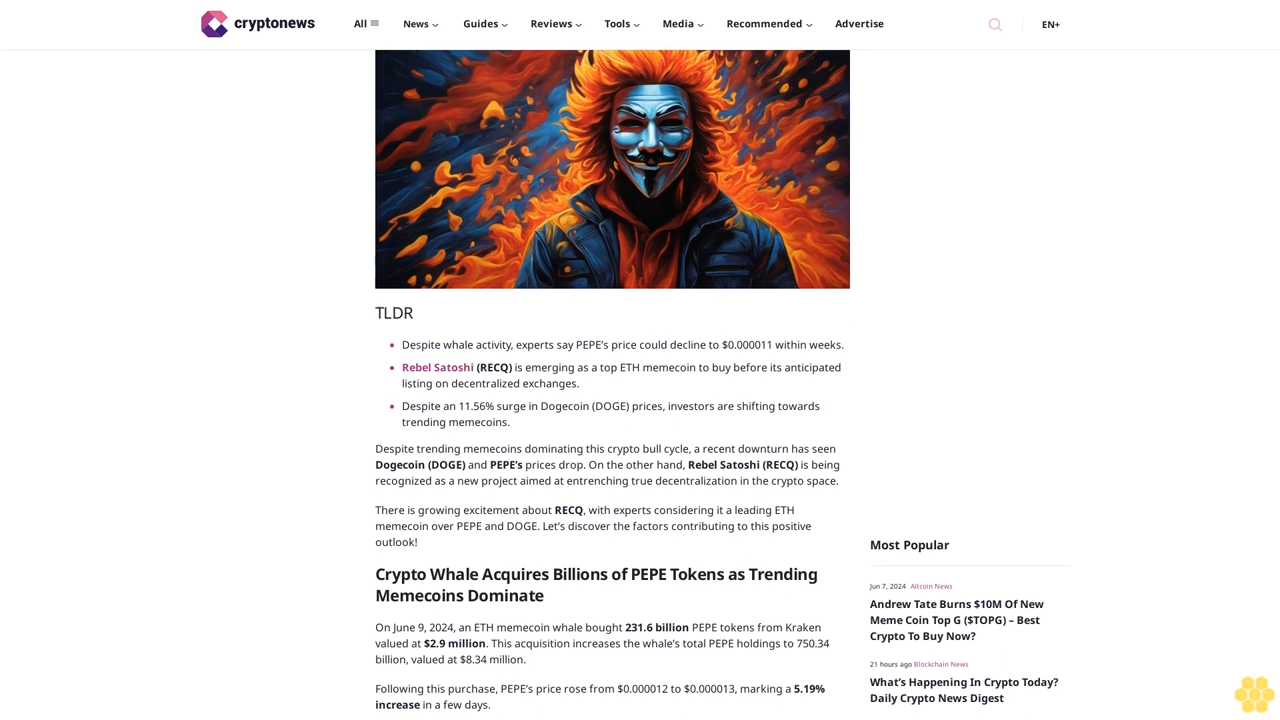 cryptonews
All
News
Guides
Reviews
Tools
Media
Recommended
Advertise
EN+
TLDR
Despite whale activity, experts say PEPE's price could decline to $0.000011 within weeks.
Rebel Satoshi (RECQ) is emerging as a top ETH memecoin to buy before its anticipated
listing on decentralized exchanges.
Despite an 11.56% surge in Dogecoin (DOGE) prices, investors are shifting towards
trending memecoins.
Despite trending memecoins dominating this crypto bull cycle, a recent downturn has seen
Dogecoin (DOGE) and PEPE's prices drop. On the other hand, Rebel Satoshi (RECQ) is being
recognized as a new project aimed at entrenching true decentralization in the crypto space.
There is growing excitement about RECQ, with experts considering it a leading ETH
memecoin over PEPE and DOGE. Let's discover the factors contributing to this positive
outlook!
Crypto Whale Acquires Billions of PEPE Tokens as Trending
Memecoins Dominate
On June 9, 2024, an ETH memecoin whale bought 231.6 billion PEPE tokens from Kraken
valued at $2.9 million. This acquisition increases the whale's total PEPE holdings to 750.34
billion, valued at $8.34 million.
Following this purchase, PEPE's price rose from $0.000012 to $0.000013, marking a 5.19%
increase in a few days.
Most Popular
Jun 7, 2024 Altcoin News
Andrew Tate Burns $10M Of New
Meme Coin Top G ($TOPG) – Best
Crypto To Buy Now?
21 hours ago Blockchain News
What's Happening In Crypto Today?
Daily Crypto News Digest